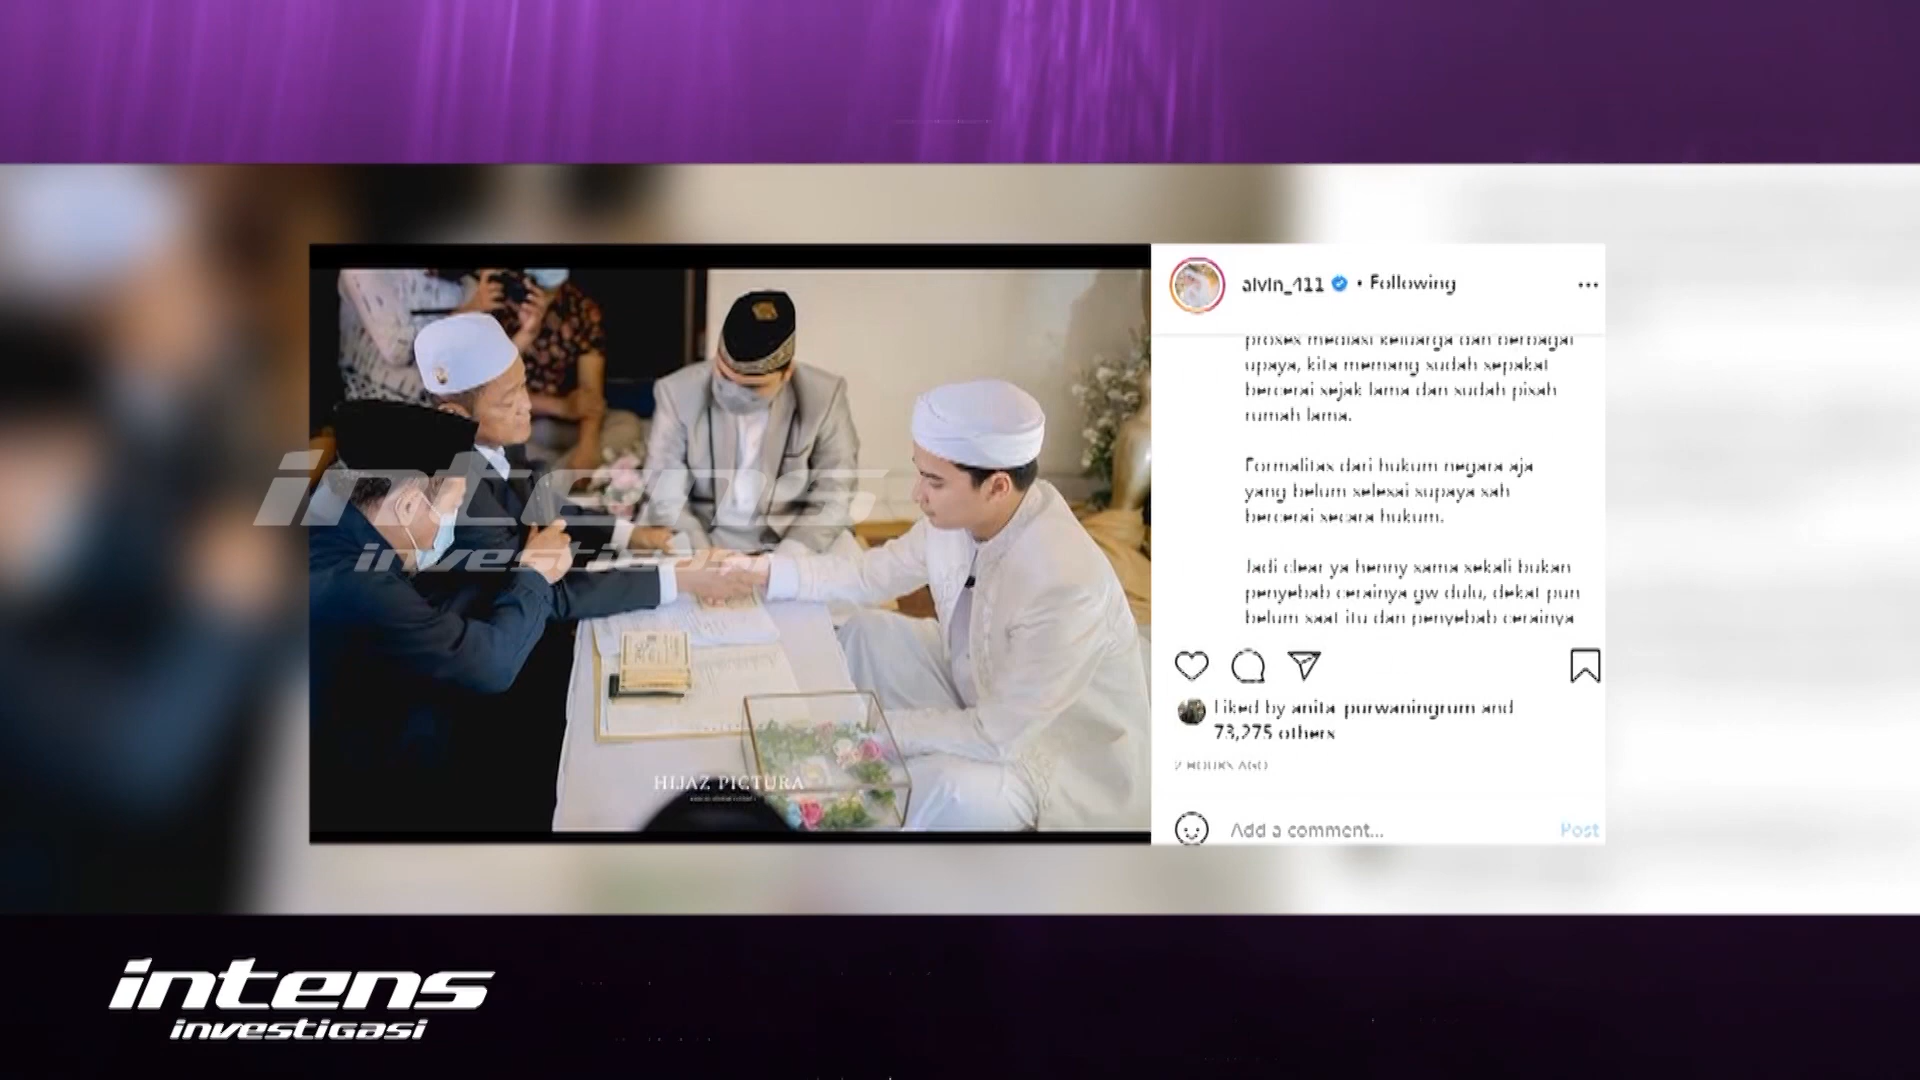 alvin_411 • Following
proses mediasi keluarga dan berbagai
upaya, kita memang sudah sepakat
bercerai sejak lama dan sudah pisah
rumah lama.
Formalitas dari hukum negara aja
yang belum selesai supaya sah
bercerai secara hukum.
Jadi clear ya henny sama sekali bukan
penyebab cerainya gw dulu, dekat pun
belum saat itu dan penyebab cerainya
Liked by anita_purwaningrum and
73,275 others
2 HOURS AGO
Add a comment...
Post
intens
investigasi
HIJAZ PICTURA
intens
investigasi